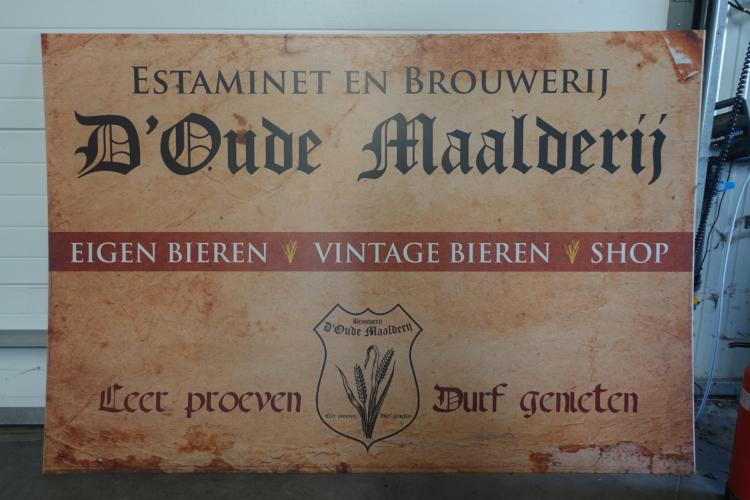 ESTAMINET EN BROUWERIJ
D'Oude Maalderij
EIGEN BIEREN VINTAGE BIEREN SHOP
Brouwerij
D'Oude Maalderij
Leer proeven Durf genieten
Leer proeven Durf genieten